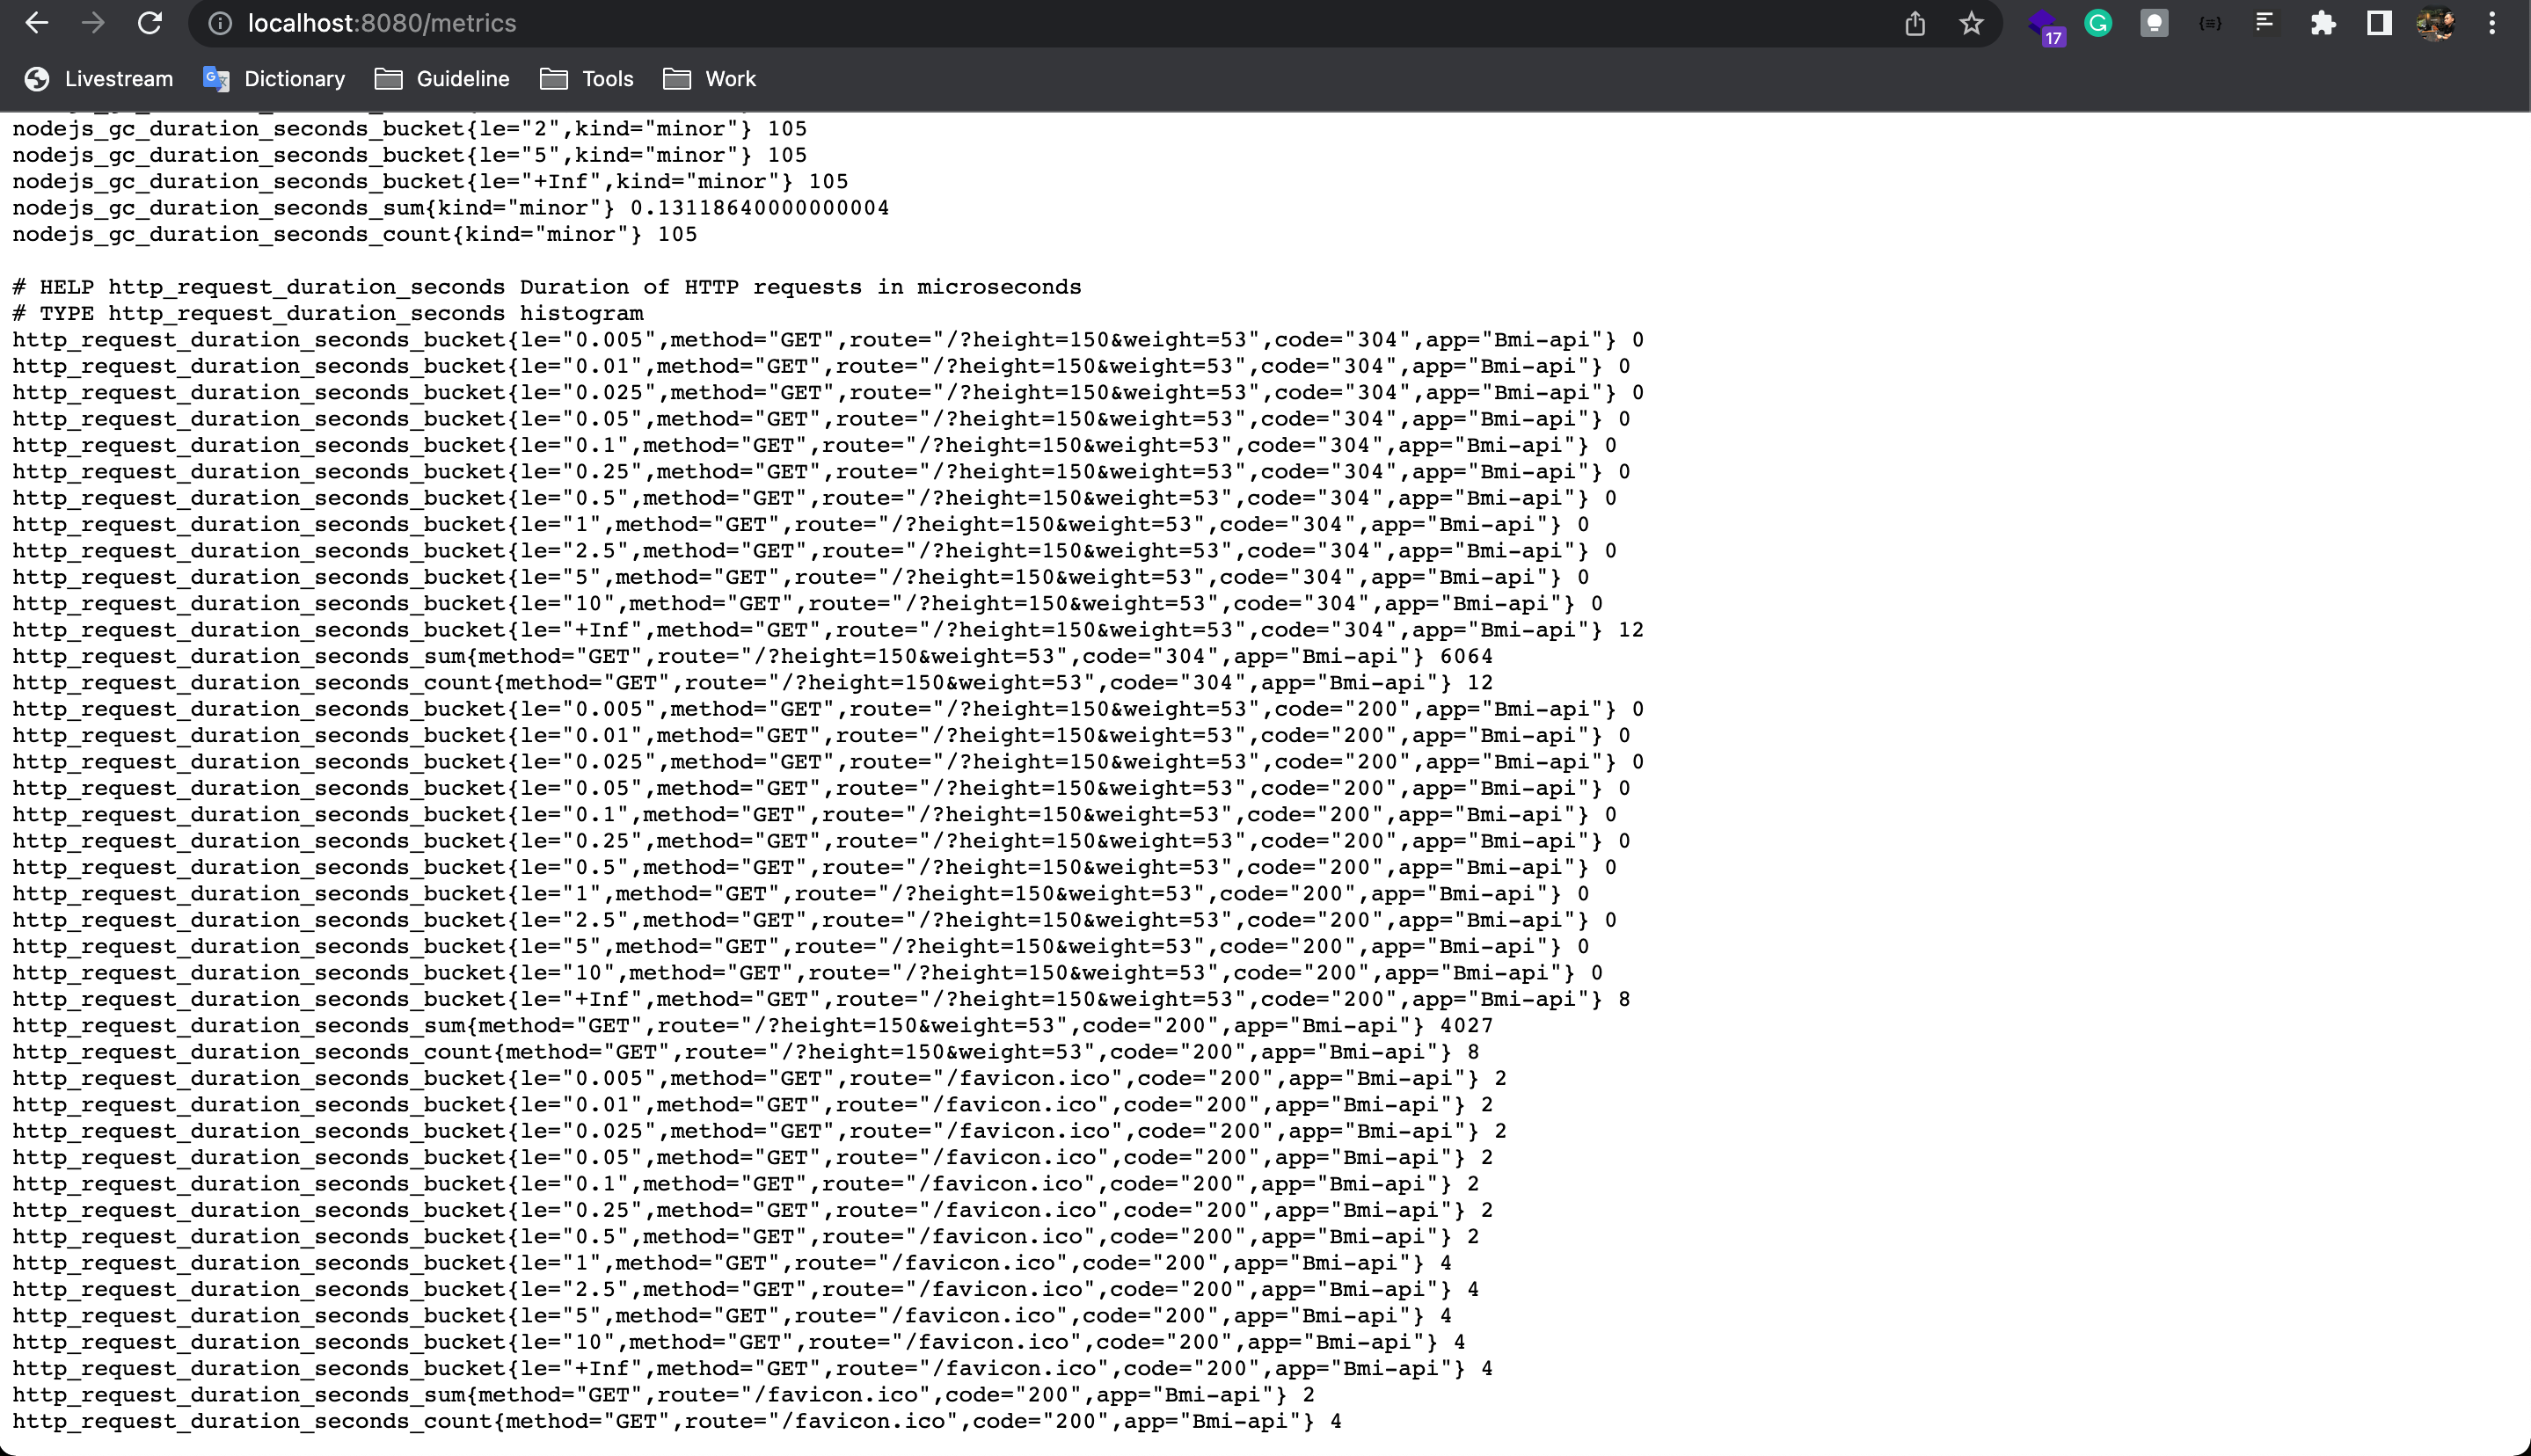 localhost:8080/metrics
17
Livestream Dictionary Guideline Tools Work
nodejs_gc_duration_seconds_bucket{le="2",kind="minor"} 105
nodejs_gc_duration_seconds_bucket{le="5",kind="minor"} 105
nodejs_gc_duration_seconds_bucket{le="+Inf",kind="minor"} 105
nodejs_gc_duration_seconds_sum{kind="minor"} 0.13118640000000004
nodejs_gc_duration_seconds_count{kind="minor"} 105
# HELP http_request_duration_seconds Duration of HTTP requests in microseconds
# TYPE http_request_duration_seconds histogram
http_request_duration_seconds_bucket{le="0.005",method="GET",route="/?height=150&weight=53",code="304",app="Bmi-api"} 0
http_request_duration_seconds_bucket{le="0.01",method="GET",route="/?height=150&weight=53",code="304",app="Bmi-api"} 0
http_request_duration_seconds_bucket{le="0.025",method="GET",route="/?height=150&weight=53",code="304",app="Bmi-api"} 0
http_request_duration_seconds_bucket{le="0.05",method="GET",route="/?height=150&weight=53",code="304",app="Bmi-api"} 0
http_request_duration_seconds_bucket{le="0.1",method="GET",route="/?height=150&weight=53",code="304",app="Bmi-api"} 0
http_request_duration_seconds_bucket{le="0.25",method="GET",route="/?height=150&weight=53",code="304",app="Bmi-api"} 0
http_request_duration_seconds_bucket{le="0.5",method="GET",route="/?height=150&weight=53",code="304",app="Bmi-api"} 0
http_request_duration_seconds_bucket{le="1",method="GET",route="/?height=150&weight=53",code="304",app="Bmi-api"} 0
http_request_duration_seconds_bucket{le="2.5",method="GET",route="/?height=150&weight=53",code="304",app="Bmi-api"} 0
http_request_duration_seconds_bucket{le="5",method="GET",route="/?height=150&weight=53",code="304",app="Bmi-api"} 0
http_request_duration_seconds_bucket{le="10",method="GET",route="/?height=150&weight=53",code="304",app="Bmi-api"} 0
http_request_duration_seconds_bucket{le="+Inf",method="GET",route="/?height=150&weight=53",code="304",app="Bmi-api"} 12
http_request_duration_seconds_sum{method="GET",route="/?height=150&weight=53",code="304",app="Bmi-api"} 6064
http_request_duration_seconds_count{method="GET",route="/?height=150&weight=53",code="304",app="Bmi-api"} 12
http_request_duration_seconds_bucket{le="0.005",method="GET",route="/?height=150&weight=53",code="200",app="Bmi-api"} 0
http_request_duration_seconds_bucket{le="0.01",method="GET",route="/?height=150&weight=53",code="200",app="Bmi-api"} 0
http_request_duration_seconds_bucket{le="0.025",method="GET",route="/?height=150&weight=53",code="200",app="Bmi-api"} 0
http_request_duration_seconds_bucket{le="0.05",method="GET",route="/?height=150&weight=53",code="200",app="Bmi-api"} 0
http_request_duration_seconds_bucket{le="0.1",method="GET",route="/?height=150&weight=53",code="200",app="Bmi-api"} 0
http_request_duration_seconds_bucket{le="0.25",method="GET",route="/?height=150&weight=53",code="200",app="Bmi-api"} 0
http_request_duration_seconds_bucket{le="0.5",method="GET",route="/?height=150&weight=53",code="200",app="Bmi-api"} 0
http_request_duration_seconds_bucket{le="1",method="GET",route="/?height=150&weight=53",code="200",app="Bmi-api"} 0
http_request_duration_seconds_bucket{le="2.5",method="GET",route="/?height=150&weight=53",code="200",app="Bmi-api"} 0
http_request_duration_seconds_bucket{le="5",method="GET",route="/?height=150&weight=53",code="200",app="Bmi-api"} 0
http_request_duration_seconds_bucket{le="10",method="GET",route="/?height=150&weight=53",code="200",app="Bmi-api"} 0
http_request_duration_seconds_bucket{le="+Inf",method="GET",route="/?height=150&weight=53",code="200",app="Bmi-api"} 8
http_request_duration_seconds_sum{method="GET",route="/?height=150&weight=53",code="200",app="Bmi-api"} 4027
http_request_duration_seconds_count{method="GET",route="/?height=150&weight=53",code="200",app="Bmi-api"} 8
http_request_duration_seconds_bucket{le="0.005",method="GET",route="/favicon.ico",code="200",app="Bmi-api"} 2
http_request_duration_seconds_bucket{le="0.01",method="GET",route="/favicon.ico",code="200",app="Bmi-api"} 2
http_request_duration_seconds_bucket{le="0.025",method="GET",route="/favicon.ico",code="200",app="Bmi-api"} 2
http_request_duration_seconds_bucket{le="0.05",method="GET",route="/favicon.ico",code="200",app="Bmi-api"} 2
http_request_duration_seconds_bucket{le="0.1",method="GET",route="/favicon.ico",code="200",app="Bmi-api"} 2
http_request_duration_seconds_bucket{le="0.25",method="GET",route="/favicon.ico",code="200",app="Bmi-api"} 2
http_request_duration_seconds_bucket{le="0.5",method="GET",route="/favicon.ico",code="200",app="Bmi-api"} 2
http_request_duration_seconds_bucket{le="1",method="GET",route="/favicon.ico",code="200",app="Bmi-api"} 4
http_request_duration_seconds_bucket{le="2.5",method="GET",route="/favicon.ico",code="200",app="Bmi-api"} 4
http_request_duration_seconds_bucket{le="5",method="GET",route="/favicon.ico",code="200",app="Bmi-api"} 4
http_request_duration_seconds_bucket{le="10",method="GET",route="/favicon.ico",code="200",app="Bmi-api"} 4
http_request_duration_seconds_bucket{le="+Inf",method="GET",route="/favicon.ico",code="200",app="Bmi-api"} 4
http_request_duration_seconds_sum{method="GET",route="/favicon.ico",code="200",app="Bmi-api"} 2
http_request_duration_seconds_count{method="GET",route="/favicon.ico",code="200",app="Bmi-api"} 4